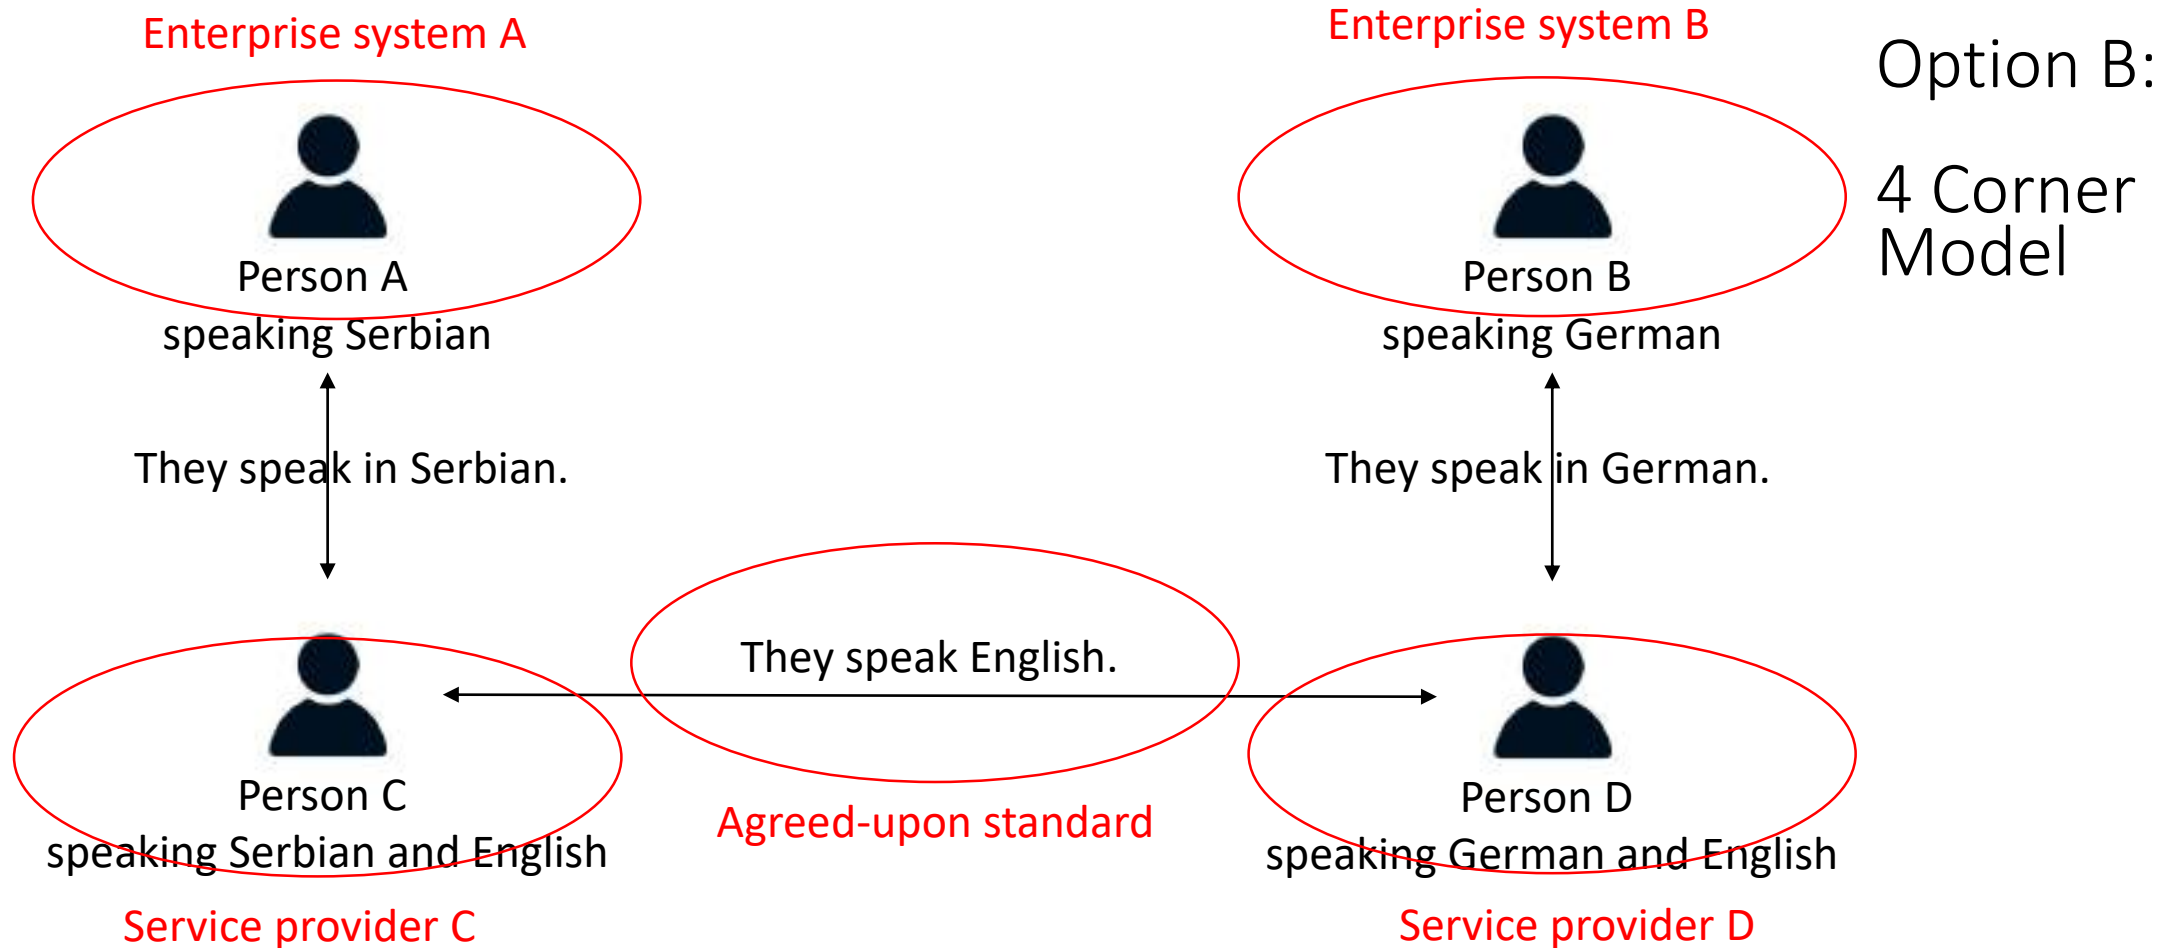 Enterprise system A
Enterprise system B
Option B:
4 Corner
Model
Person A
speaking Serbian
Person B
speaking German
They speak in Serbian.
They speak in German.
They speak English.
Person C
speaking Serbian and English
Agreed-upon standard
Person D
speaking German and English
Service provider C
Service provider D